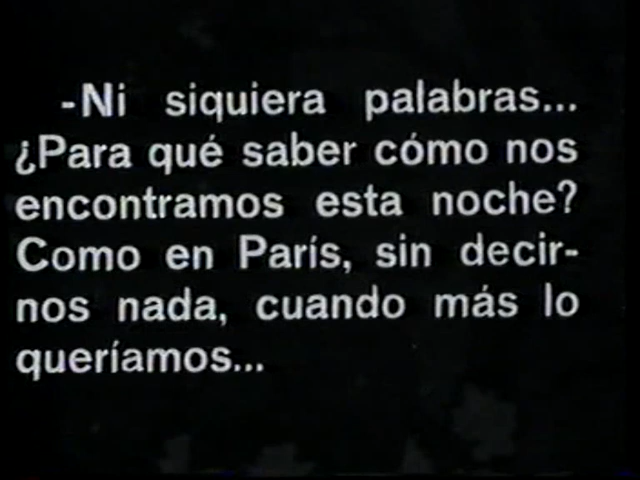 -Ni siquiera palabras...
¿Para qué saber cómo nos
encontramos esta noche?
Como en París, sin decir-
nos nada, cuando más lo
queríamos...